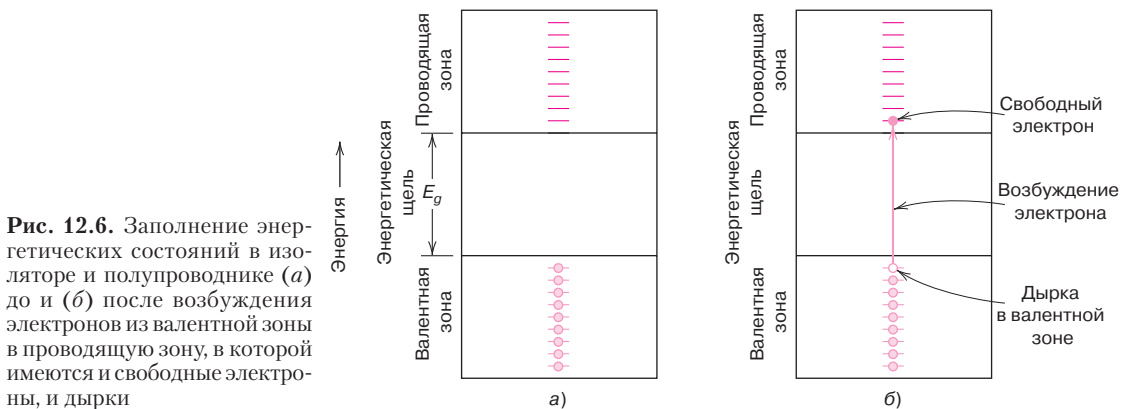 Рис. 12.6. Заполнение энер-
гетических состояний в изо-
ляторе и полупроводнике (а)
до и (б) после возбуждения
электронов из валентной зоны
в проводящую зону, в которой
имеются и свободные электро-
ны, и дырки
Энергия
Проводящая
зона
Энергетическая
щель
Валентная
зона
E_g
а)
Проводящая
зона
Энергетическая
щель
Валентная
зона
Свободный
электрон
Возбуждение
электрона
Дырка
в валентной
зоне
б)